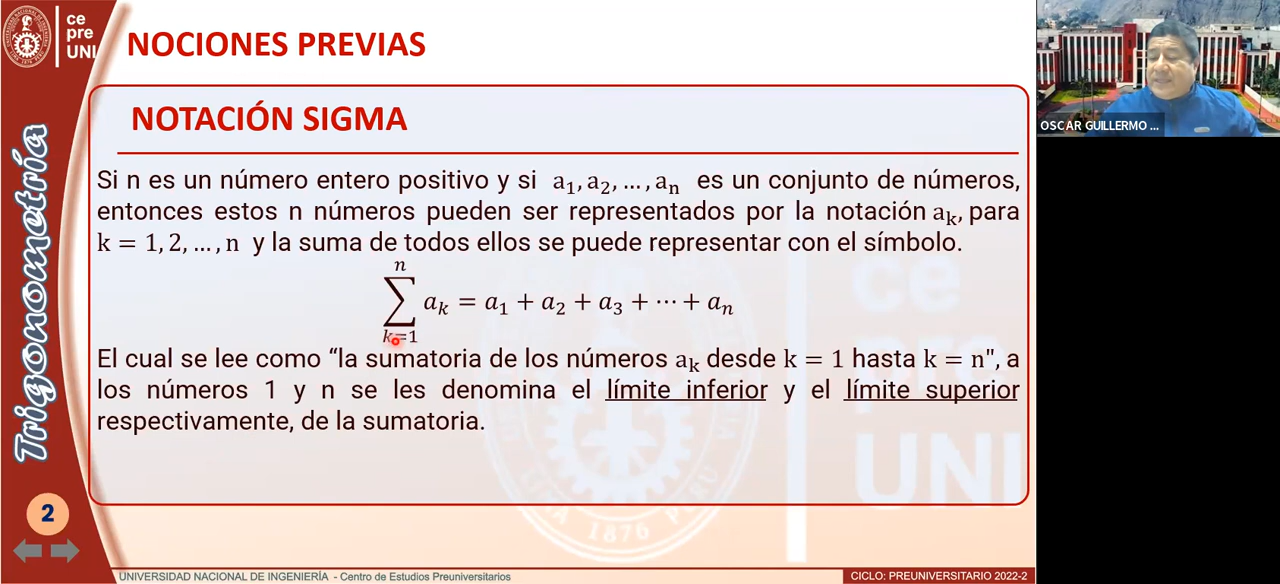 ce
pre
UNI
NOCIONES PREVIAS
OSCAR GUILLERMO ...
NOTACIÓN SIGMA
Trigonometría
Si n es un número entero positivo y si a₁, a₂, ..., aₙ es un conjunto de números,
entonces estos n números pueden ser representados por la notación aₖ, para
k = 1, 2, ..., n y la suma de todos ellos se puede representar con el símbolo.
n
∑ aₖ = a₁ + a₂ + a₃ + ⋯ + aₙ
k=1
El cual se lee como “la sumatoria de los números aₖ desde k = 1 hasta k = n", a
los números 1 y n se les denomina el límite inferior y el límite superior
respectivamente, de la sumatoria.
2
ce
pre
UNI
1876
UNIVERSIDAD NACIONAL DE INGENIERÍA - Centro de Estudios Preuniversitarios
CICLO: PREUNIVERSITARIO 2022-2